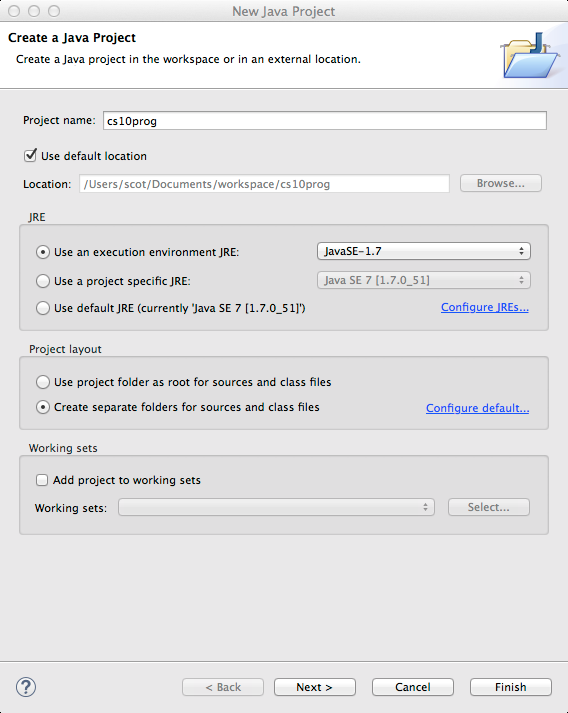 New Java Project
Create a Java Project
Create a Java project in the workspace or in an external location.
Project name: cs10prog
Use default location
Location: /Users/scot/Documents/workspace/cs10prog Browse...
JRE
Use an execution environment JRE: JavaSE-1.7
Use a project specific JRE: Java SE 7 [1.7.0_51]
Use default JRE (currently 'Java SE 7 [1.7.0_51]') Configure JREs...
Project layout
Use project folder as root for sources and class files
Create separate folders for sources and class files Configure default...
Working sets
Add project to working sets
Working sets: Select...
? < Back Next > Cancel Finish